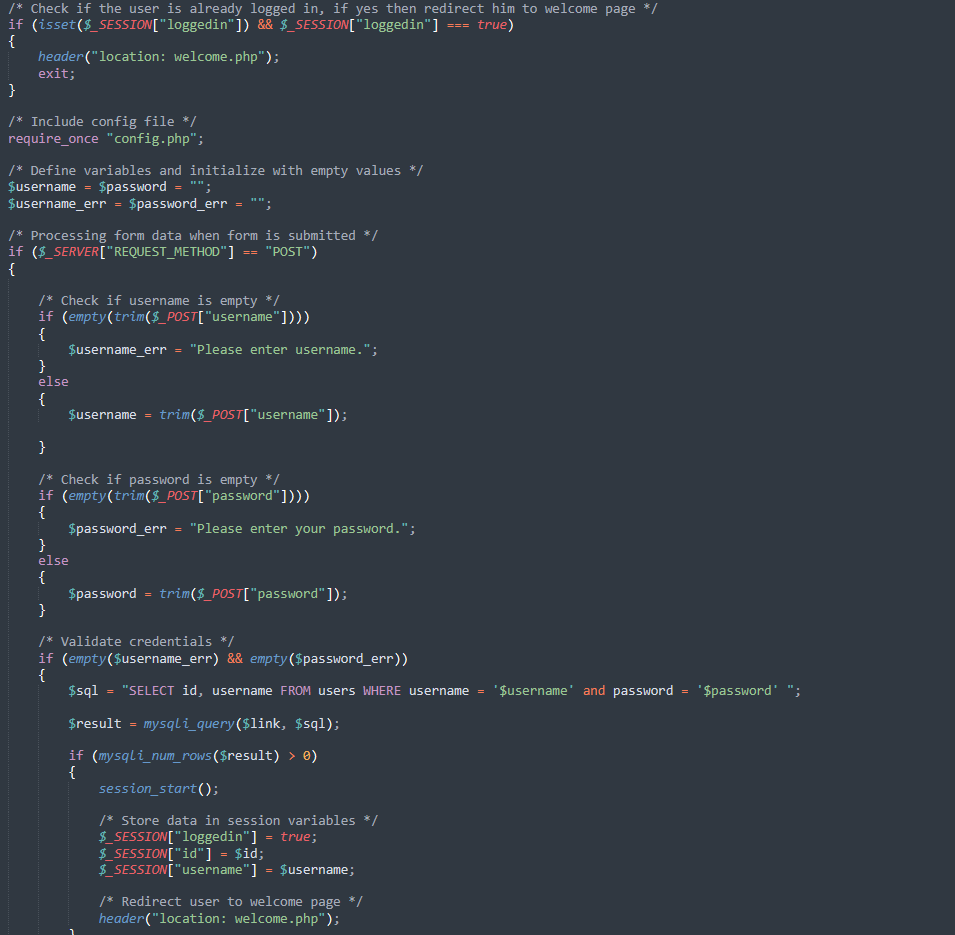 /* Check if the user is already logged in, if yes then redirect him to welcome page */
if (isset($_SESSION["loggedin"]) && $_SESSION["loggedin"] === true)
{
    header("location: welcome.php");
    exit;
}

/* Include config file */
require_once "config.php";

/* Define variables and initialize with empty values */
$username = $password = "";
$username_err = $password_err = "";

/* Processing form data when form is submitted */
if ($_SERVER["REQUEST_METHOD"] == "POST")
{

    /* Check if username is empty */
    if (empty(trim($_POST["username"])))
    {
        $username_err = "Please enter username.";
    }
    else
    {
        $username = trim($_POST["username"]);

    }

    /* Check if password is empty */
    if (empty(trim($_POST["password"])))
    {
        $password_err = "Please enter your password.";
    }
    else
    {
        $password = trim($_POST["password"]);
    }

    /* Validate credentials */
    if (empty($username_err) && empty($password_err))
    {
        $sql = "SELECT id, username FROM users WHERE username = '$username' and password = '$password' ";

        $result = mysqli_query($link, $sql);

        if (mysqli_num_rows($result) > 0)
        {
            session_start();

            /* Store data in session variables */
            $_SESSION["loggedin"] = true;
            $_SESSION["id"] = $id;
            $_SESSION["username"] = $username;

            /* Redirect user to welcome page */
            header("location: welcome.php");
        }